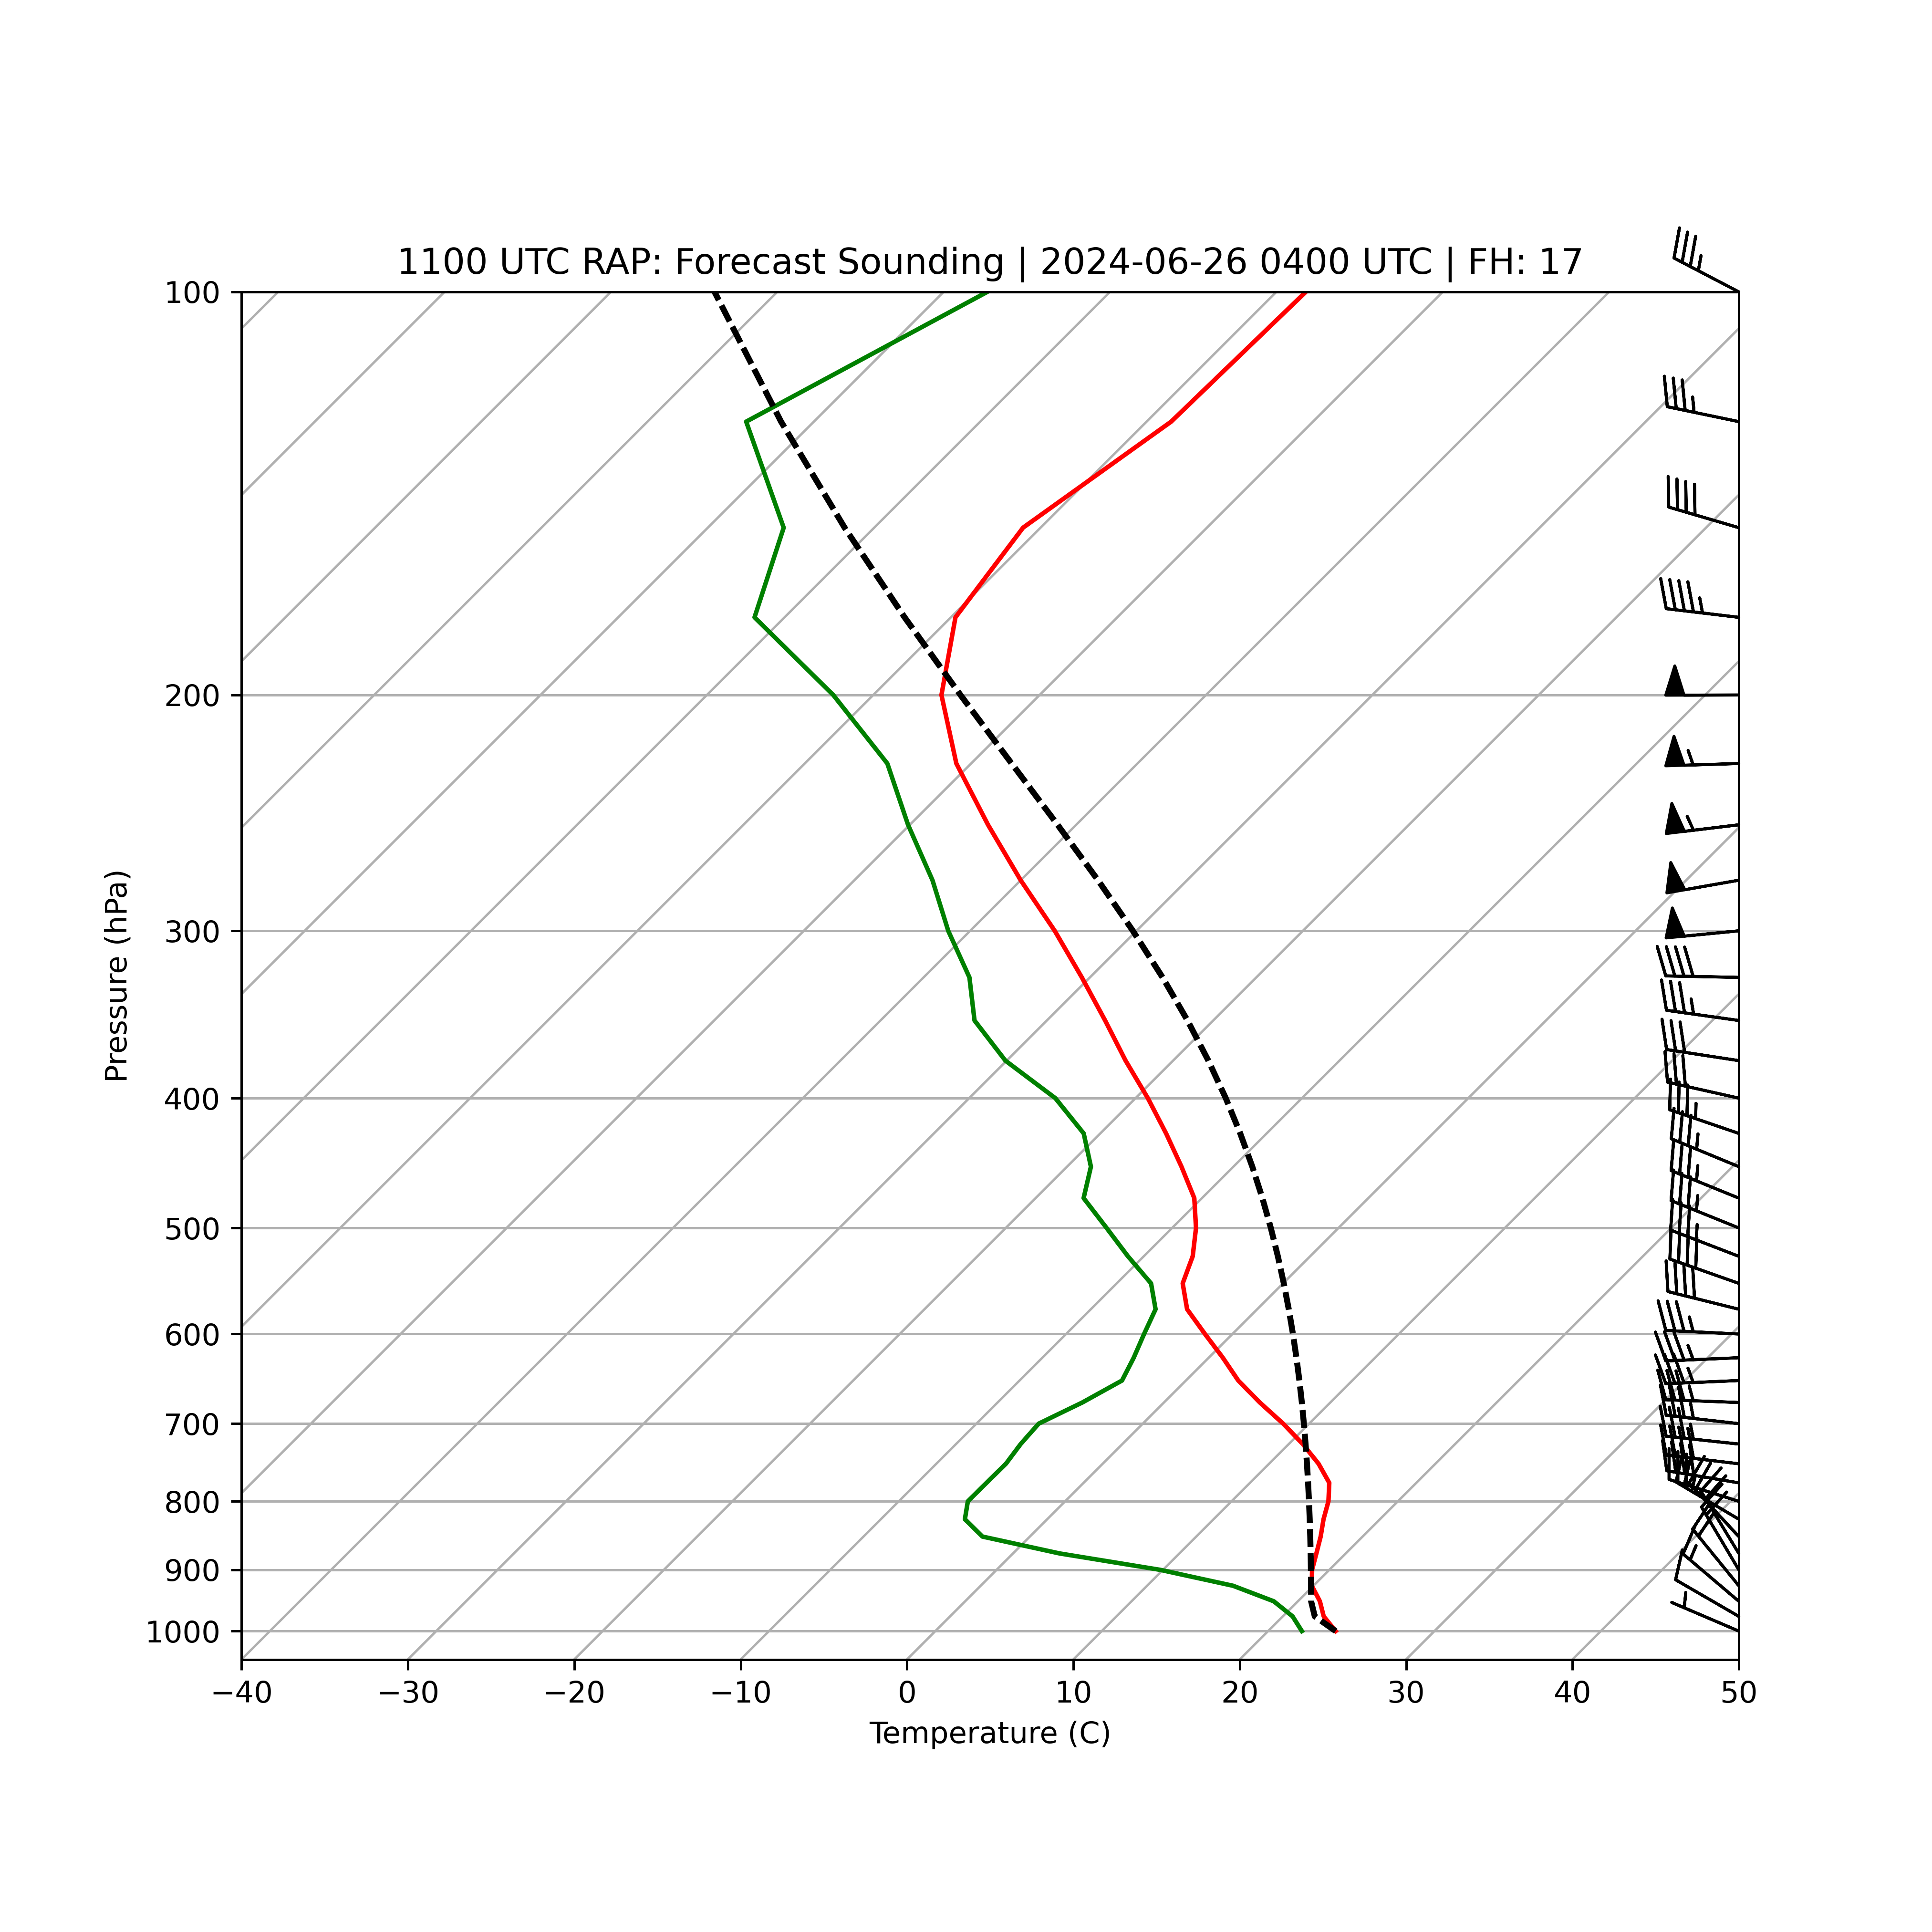 1100 UTC RAP: Forecast Sounding | 2024-06-26 0400 UTC | FH: 17
100
200
300
400
500
600
700
800
900
1000
Pressure (hPa)
−40 −30 −20 −10 0 10 20 30 40 50
Temperature (C)